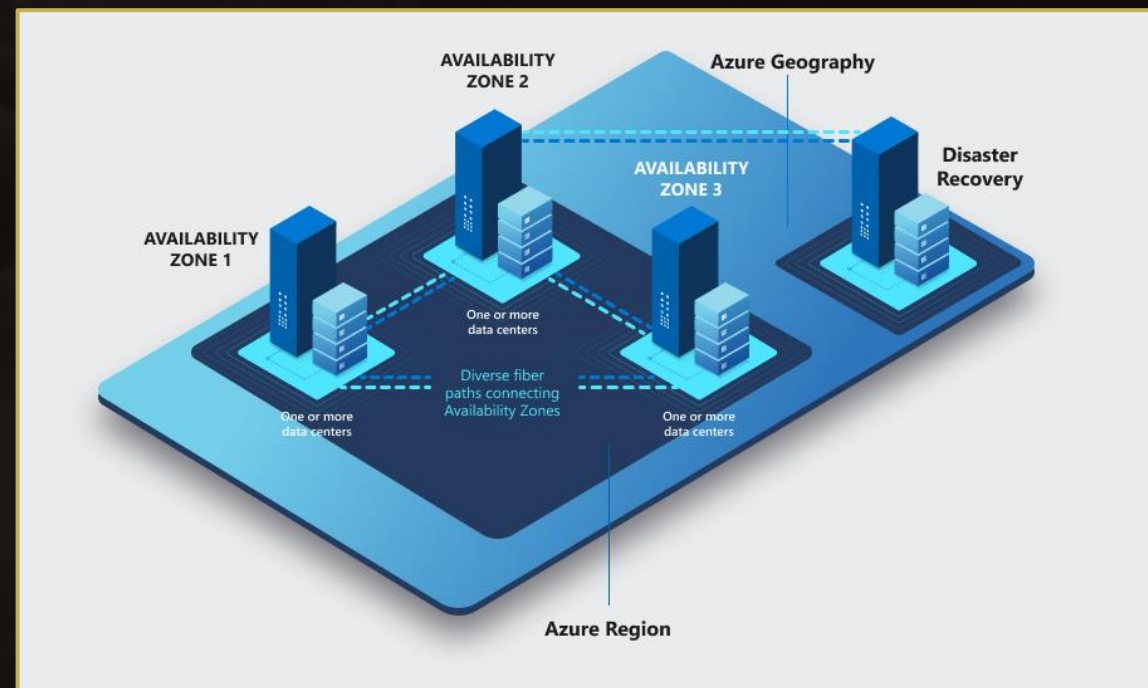 AVAILABILITY
ZONE 2
Azure Geography
Disaster
Recovery
AVAILABILITY
ZONE 3
AVAILABILITY
ZONE 1
One or more
data centers
Diverse fiber
paths connecting
Availability Zones
One or more
data centers
One or more
data centers
Azure Region